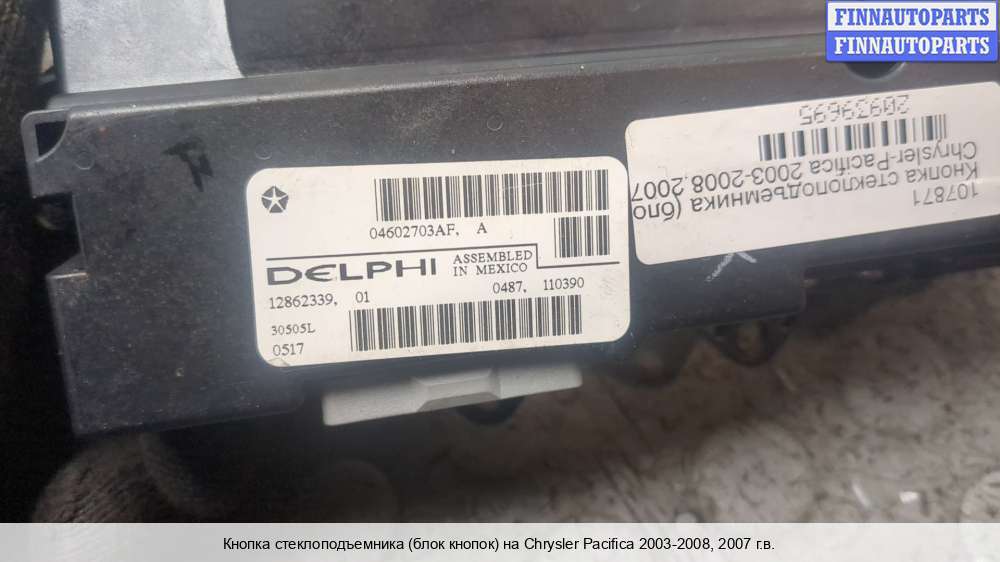 FINNAUTOPARTS
FINNAUTOPARTS
04602703AF, A
DELPHI
ASSEMBLED
IN MEXICO
12862339, 01
0487, 110390
30505L
0517
107871
Кнопка стеклоподъемника (бло
Chrysler-Pacifica 2003-2008,2007
20939695
Кнопка стеклоподъемника (блок кнопок) на Chrysler Pacifica 2003-2008, 2007 г.в.